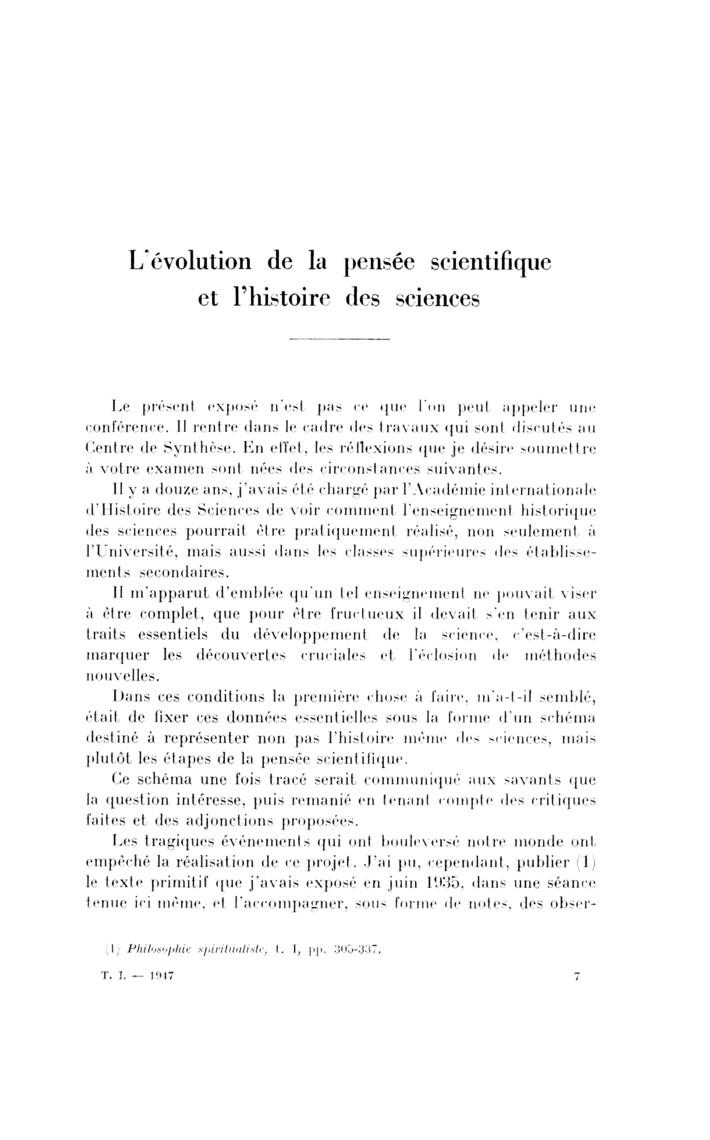 L'évolution de la pensée scientifique
et l'histoire des sciences
Le présent exposé n'est pas ce que l'on peut appeler une
conférence. Il rentre dans le cadre des travaux qui sont discutés au
Centre de Synthèse. En effet, les réflexions que je désire soumettre
à votre examen sont nées des circonstances suivantes.
Il y a douze ans, j'avais été chargé par l'Académie internationale
d'Histoire des Sciences de voir comment l'enseignement historique
des sciences pourrait être pratiquement réalisé, non seulement à
l'Université, mais aussi dans les classes supérieures des établisse-
ments secondaires.
Il m'apparut d'emblée qu'un tel enseignement ne pouvait viser
à être complet, que pour être fructueux il devait s'en tenir aux
traits essentiels du développement de la science, c'est-à-dire
marquer les découvertes cruciales et l'éclosion de méthodes
nouvelles.
Dans ces conditions la première chose à faire, m'a-t-il semblé,
était de fixer ces données essentielles sous la forme d'un schéma
destiné à représenter non pas l'histoire même des sciences, mais
plutôt les étapes de la pensée scientifique.
Ce schéma une fois tracé serait communiqué aux savants que
la question intéresse, puis remanié en tenant compte des critiques
faites et des adjonctions proposées.
Les tragiques événements qui ont bouleversé notre monde ont
empêché la réalisation de ce projet. J'ai pu, cependant, publier (1)
le texte primitif que j'avais exposé en juin 1935, dans une séance
tenue ici même, et l'accompagner, sous forme de notes, des obser-
(1) Philosophie spiritualiste, t. I, pp. 305-337.
T. I. — 1947 7